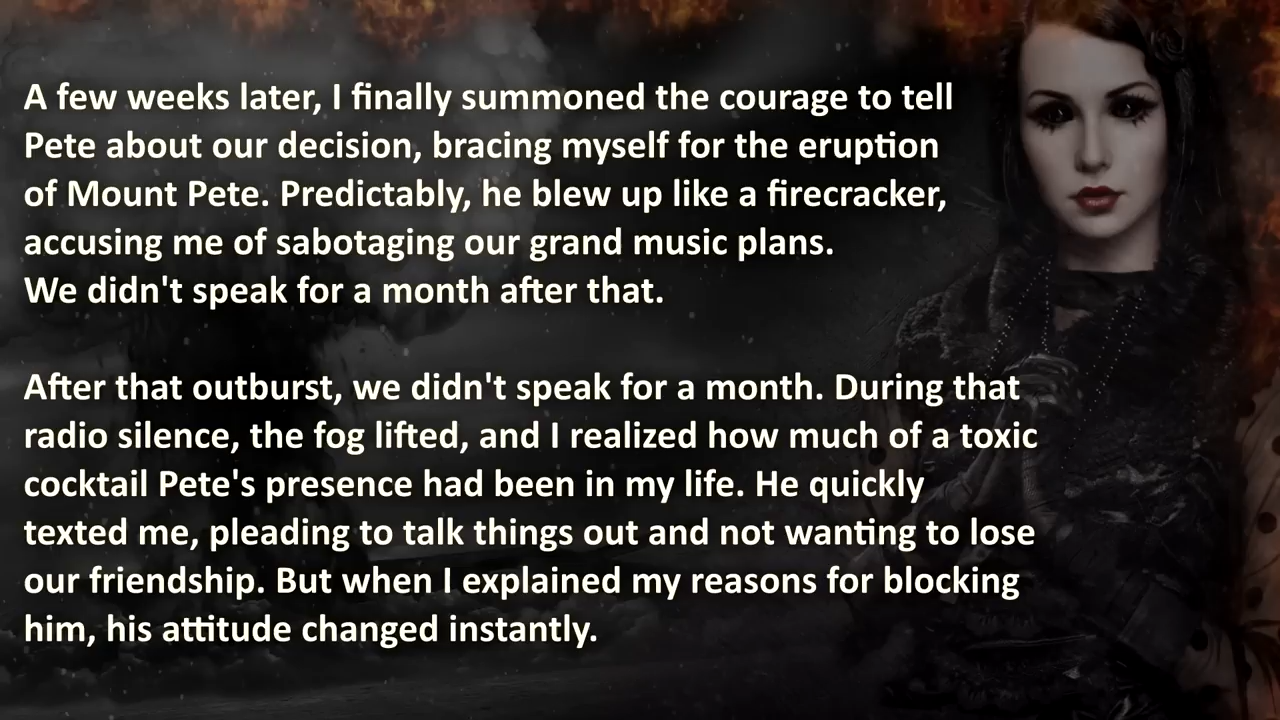 A few weeks later, I finally summoned the courage to tell
Pete about our decision, bracing myself for the eruption
of Mount Pete. Predictably, he blew up like a firecracker,
accusing me of sabotaging our grand music plans.
We didn't speak for a month after that.
After that outburst, we didn't speak for a month. During that
radio silence, the fog lifted, and I realized how much of a toxic
cocktail Pete's presence had been in my life. He quickly
texted me, pleading to talk things out and not wanting to lose
our friendship. But when I explained my reasons for blocking
him, his attitude changed instantly.